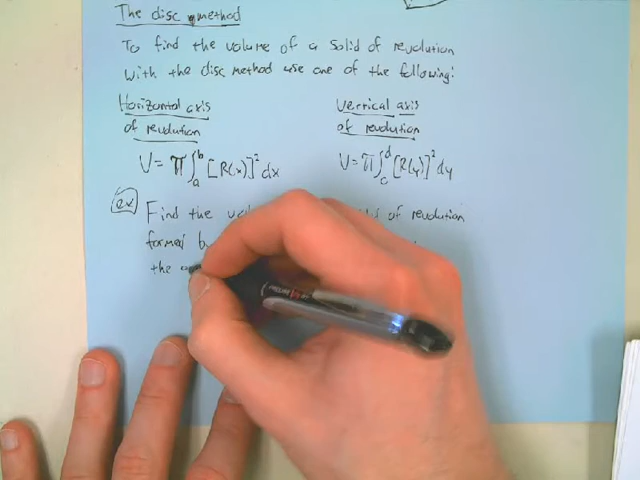 The disc method
To find the volume of a solid of revolution
with the disc method use one of the following:
Horizontal axis
of revolution
V = π∫ₐᵇ [R(x)]² dx
Vertical axis
of revolution
V = π∫_c^d [R(y)]² dy
ex Find the of revolution
formed b
the